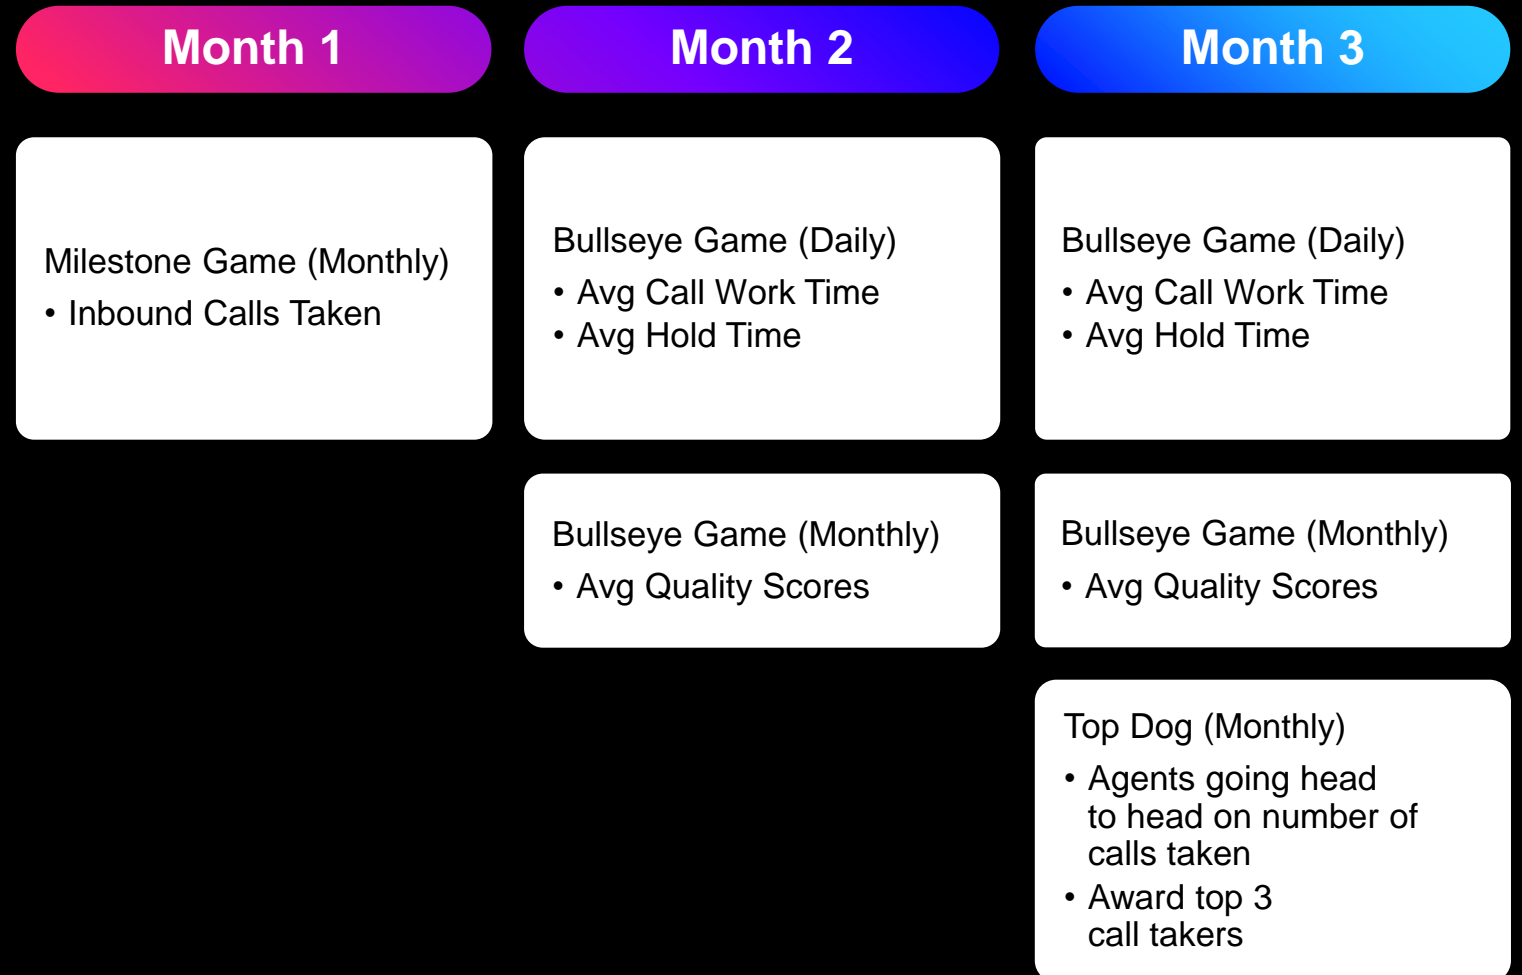 Month 1
Milestone Game (Monthly)
• Inbound Calls Taken
Month 2
Bullseye Game (Daily)
• Avg Call Work Time
• Avg Hold Time
Bullseye Game (Monthly)
• Avg Quality Scores
Month 3
Bullseye Game (Daily)
• Avg Call Work Time
• Avg Hold Time
Bullseye Game (Monthly)
• Avg Quality Scores
Top Dog (Monthly)
• Agents going head
to head on number of
calls taken
• Award top 3
call takers